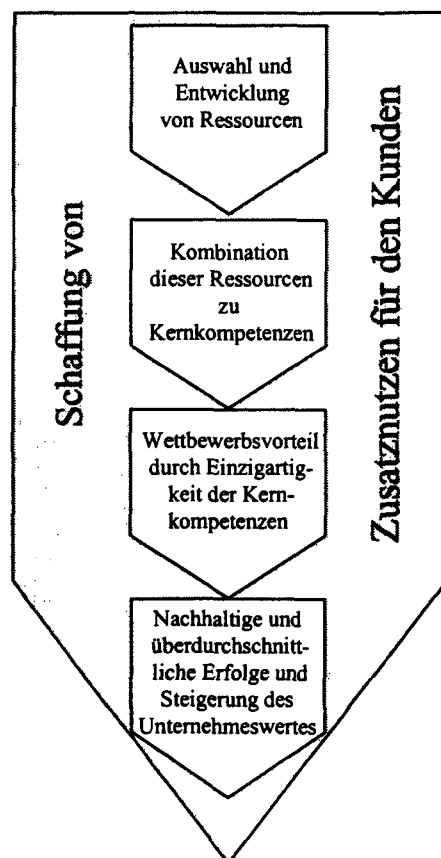 Schaffung von
Auswahl und
Entwicklung
von Ressourcen
Kombination
dieser Ressourcen
zu
Kernkompetenzen
Wettbewerbsvorteil
durch Einzigartig-
keit der Kern-
kompetenzen
Nachhaltige und
überdurchschnitt-
liche Erfolge und
Steigerung des
Unternehmeswertes
Zusatznutzen für den Kunden